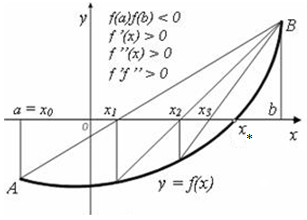 y
f(a)f(b) < 0
f '(x) > 0
f ''(x) > 0
f 'f '' > 0
B
a = x₀
0
x₁
x₂
x₃
x*
b
x
A
y = f(x)